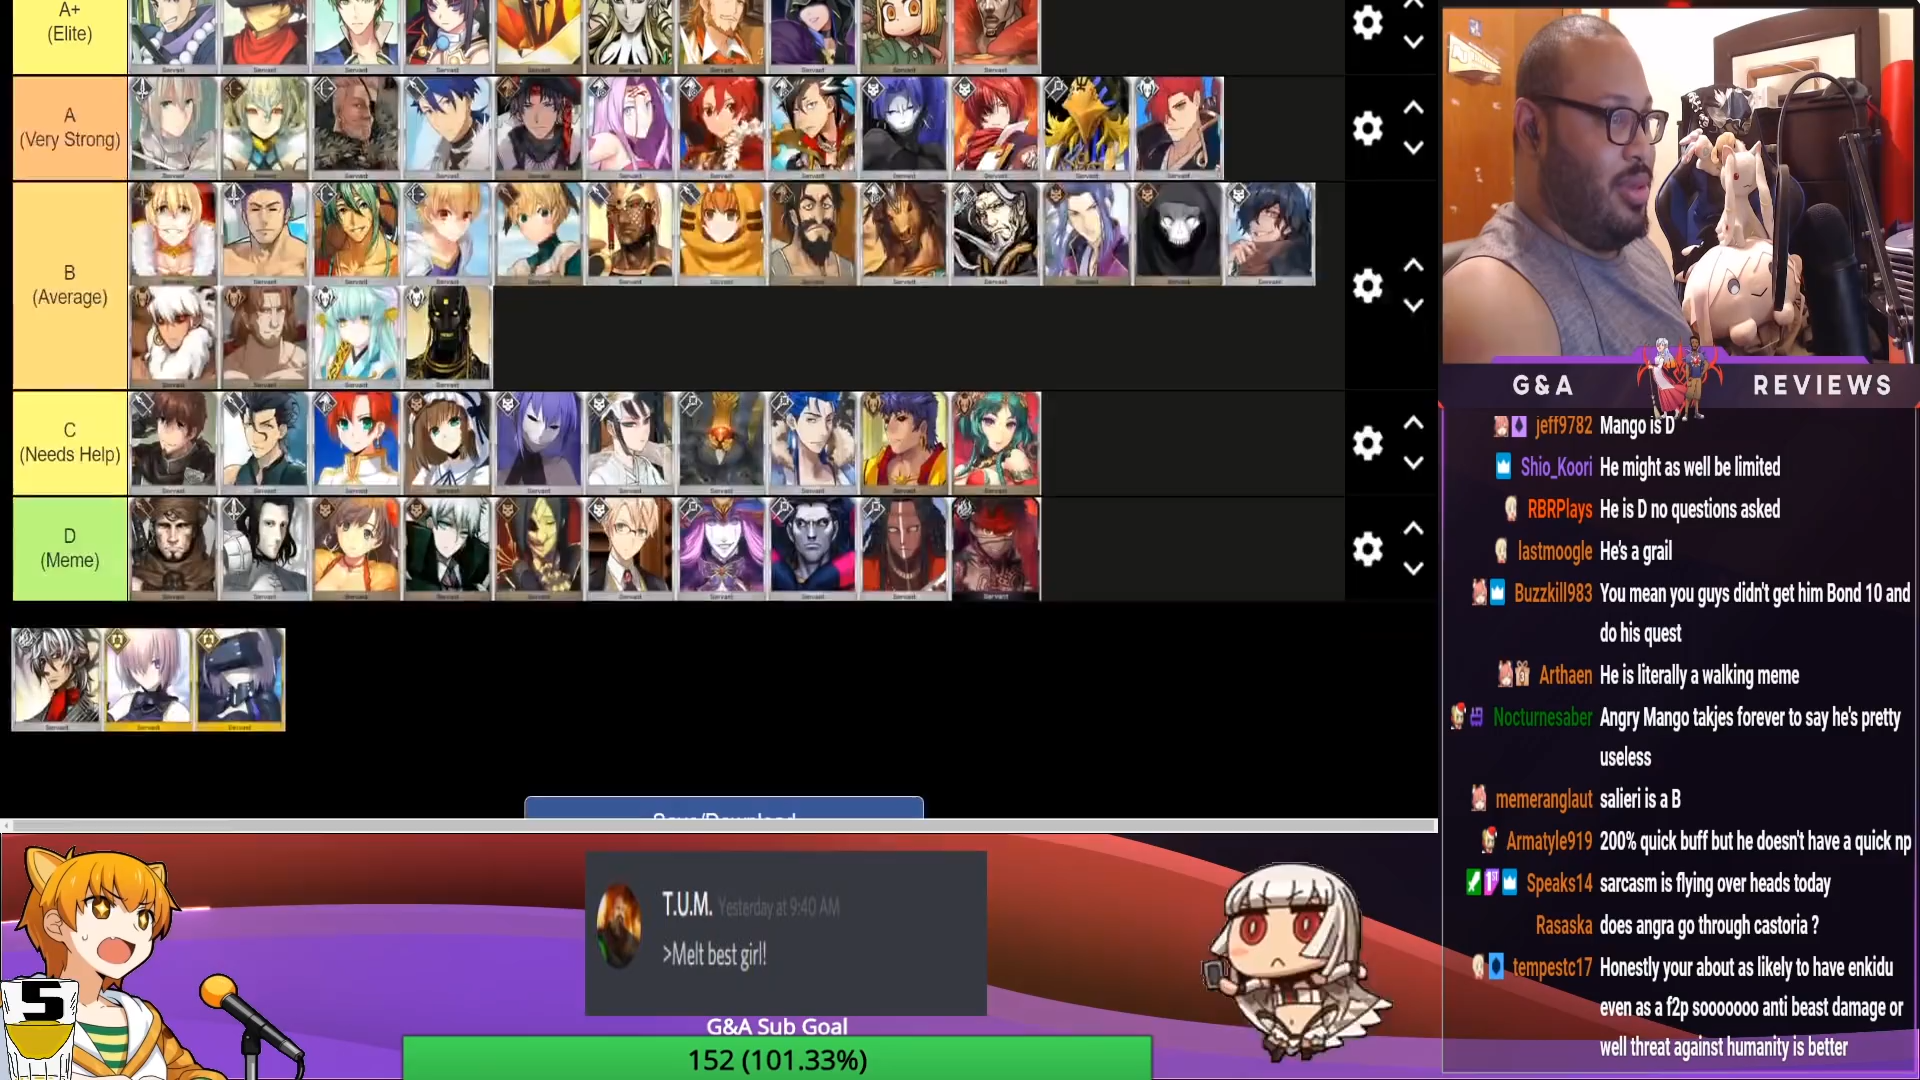 A+
(Elite)
A
(Very Strong)
B
(Average)
C
(Needs Help)
D
(Meme)
G&A REVIEWS
jeff9782 Mango is D
Shio_Koori He might as well be limited
RBRPlays He is D no questions asked
lastmoogle He's a grail
Buzzkill983 You mean you guys didn't get him Bond 10 and
do his quest
Arthaen He is literally a walking meme
Nocturnesaber Angry Mango takjes forever to say he's pretty
useless
memeranglaut salieri is a B
Armatyle919 200% quick buff but he doesn't have a quick np
Speaks14 sarcasm is flying over heads today
Rasaska does angra go through castoria ?
tempestc17 Honestly your about as likely to have enkidu
even as a f2p sooooooo anti beast damage or
well threat against humanity is better
T.U.M. Yesterday at 9:40 AM
>Melt best girl!
G&A Sub Goal
152 (101.33%)
5